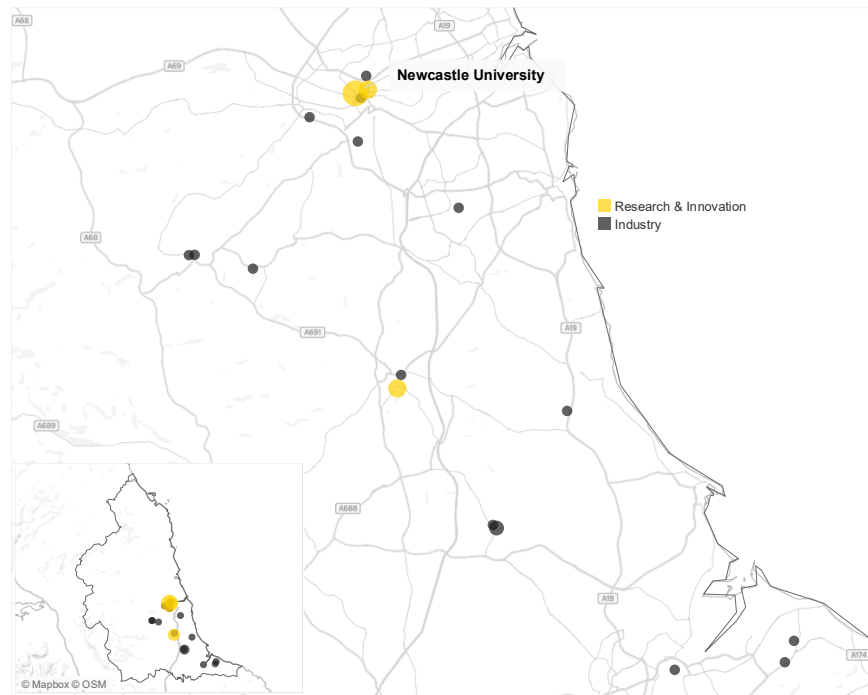 A68
A19
A69
Newcastle University
Research & Innovation
Industry
A68
A19
A691
A689
A688
A19
A174
© Mapbox © OSM